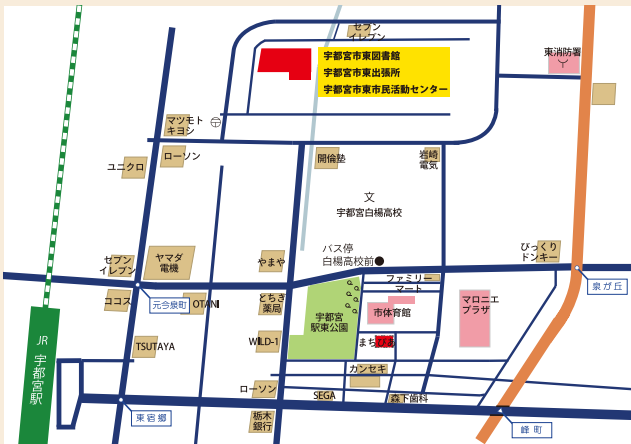 セブン
イレブン
宇都宮市東図書館
宇都宮市東出張所
宇都宮市東市民活動センター
東消防署
マツモト
キヨシ
〒
ローソン
ユニクロ
開倫塾
岩崎
電気
文
宇都宮白楊高校
バス停
白楊高校前●
びっくり
ドンキー
セブン
イレブン
ヤマダ
電機
やまや
ファミリー
マート
泉が丘
ココス
元今泉町
OTANI
とちぎ
薬局
宇都宮
駅東公園
市体育館
マロニエ
プラザ
JR宇都宮駅
TSUTAYA
WILD-1
まちぴあ
カンセキ
ローソン
SEGA
森下歯科
東宿郷
栃木
銀行
峰町